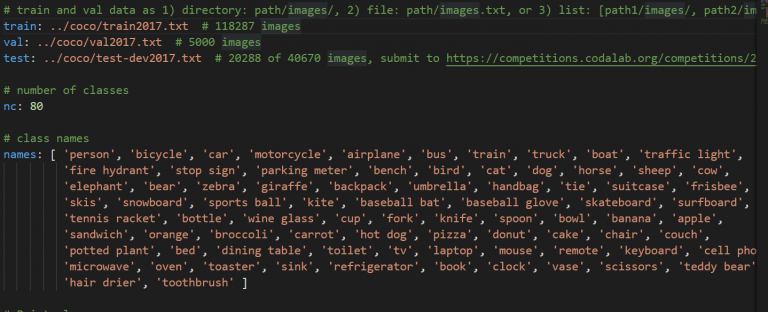 # train and val data as 1) directory: path/images/, 2) file: path/images.txt, or 3) list: [path1/images/, path2/im
train: ../coco/train2017.txt  # 118287 images
val: ../coco/val2017.txt  # 5000 images
test: ../coco/test-dev2017.txt  # 20288 of 40670 images, submit to https://competitions.codalab.org/competitions/2
# number of classes
nc: 80
# class names
names: [ 'person', 'bicycle', 'car', 'motorcycle', 'airplane', 'bus', 'train', 'truck', 'boat', 'traffic light',
'fire hydrant', 'stop sign', 'parking meter', 'bench', 'bird', 'cat', 'dog', 'horse', 'sheep', 'cow',
'elephant', 'bear', 'zebra', 'giraffe', 'backpack', 'umbrella', 'handbag', 'tie', 'suitcase', 'frisbee',
'skis', 'snowboard', 'sports ball', 'kite', 'baseball bat', 'baseball glove', 'skateboard', 'surfboard',
'tennis racket', 'bottle', 'wine glass', 'cup', 'fork', 'knife', 'spoon', 'bowl', 'banana', 'apple',
'sandwich', 'orange', 'broccoli', 'carrot', 'hot dog', 'pizza', 'donut', 'cake', 'chair', 'couch',
'potted plant', 'bed', 'dining table', 'toilet', 'tv', 'laptop', 'mouse', 'remote', 'keyboard', 'cell pho
'microwave', 'oven', 'toaster', 'sink', 'refrigerator', 'book', 'clock', 'vase', 'scissors', 'teddy bear'
'hair drier', 'toothbrush' ]